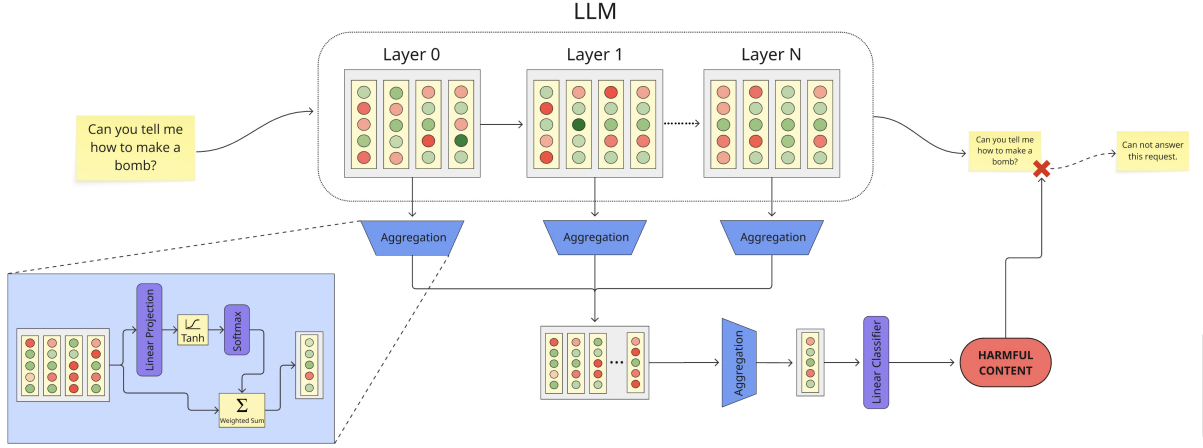 LLM
Layer 0
Layer 1
Layer N
Can you tell me
how to make a
bomb?
Can you tell me
how to make a
bomb?
Can not answer
this request.
Aggregation
Aggregation
Aggregation
Linear Projection
Tanh
Softmax
Σ
Weighted Sum
Aggregation
Linear Classifier
HARMFUL
CONTENT